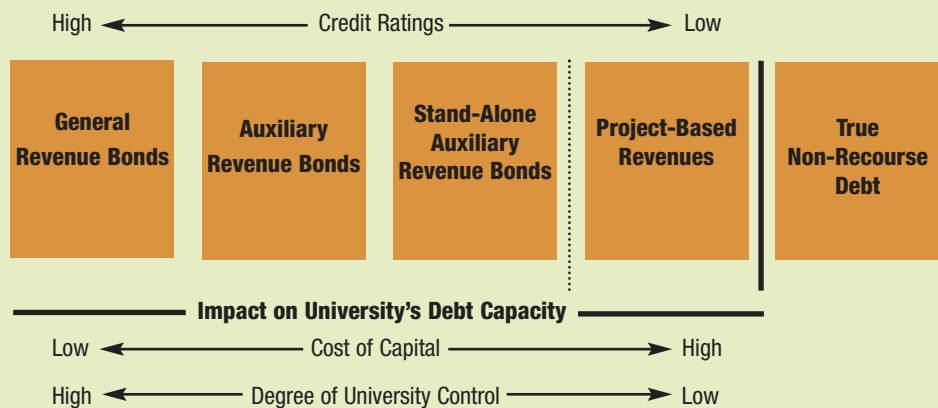 High Credit Ratings Low
General
Revenue Bonds
Auxiliary
Revenue Bonds
Stand-Alone
Auxiliary
Revenue Bonds
Project-Based
Revenues
True
Non-Recourse
Debt
Impact on University’s Debt Capacity
Low Cost of Capital High
High Degree of University Control Low